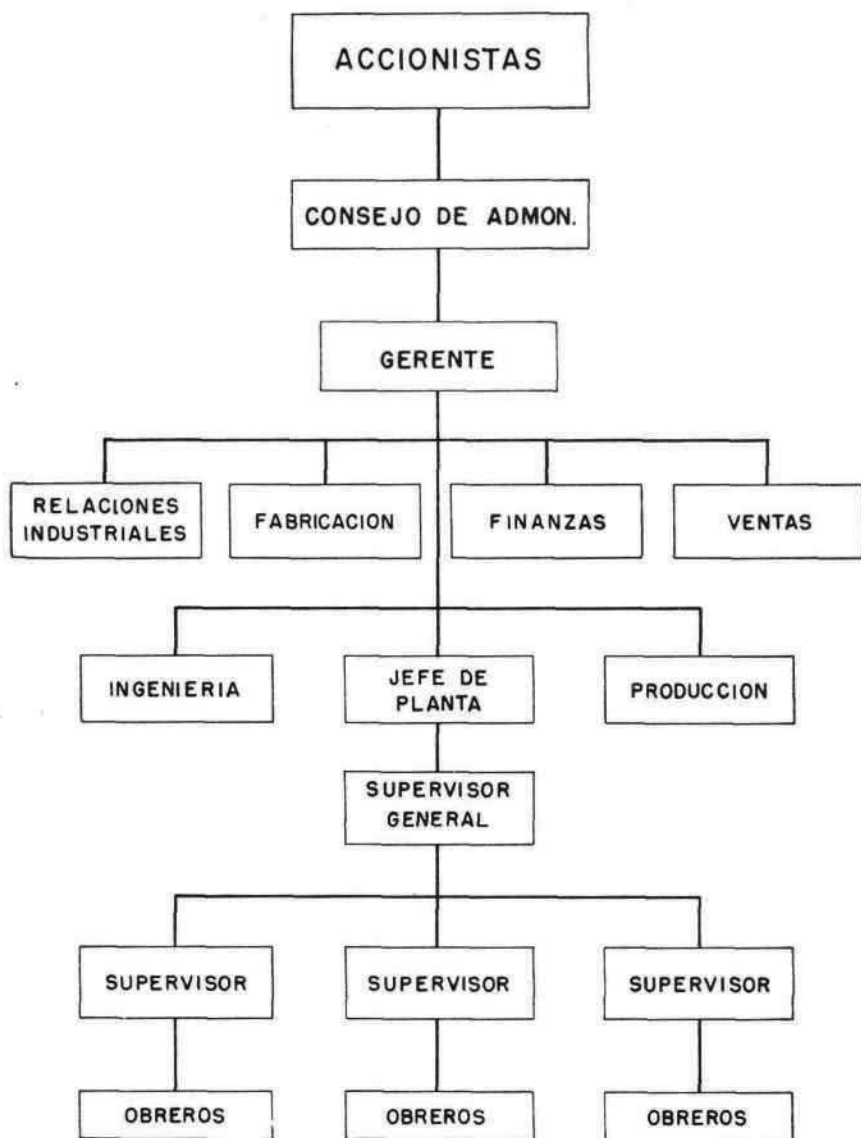 ACCIONISTAS
CONSEJO DE ADMON.
GERENTE
RELACIONES
INDUSTRIALES
FABRICACION
FINANZAS
VENTAS
INGENIERIA
JEFE DE
PLANTA
PRODUCCION
SUPERVISOR
GENERAL
SUPERVISOR
SUPERVISOR
SUPERVISOR
OBREROS
OBREROS
OBREROS